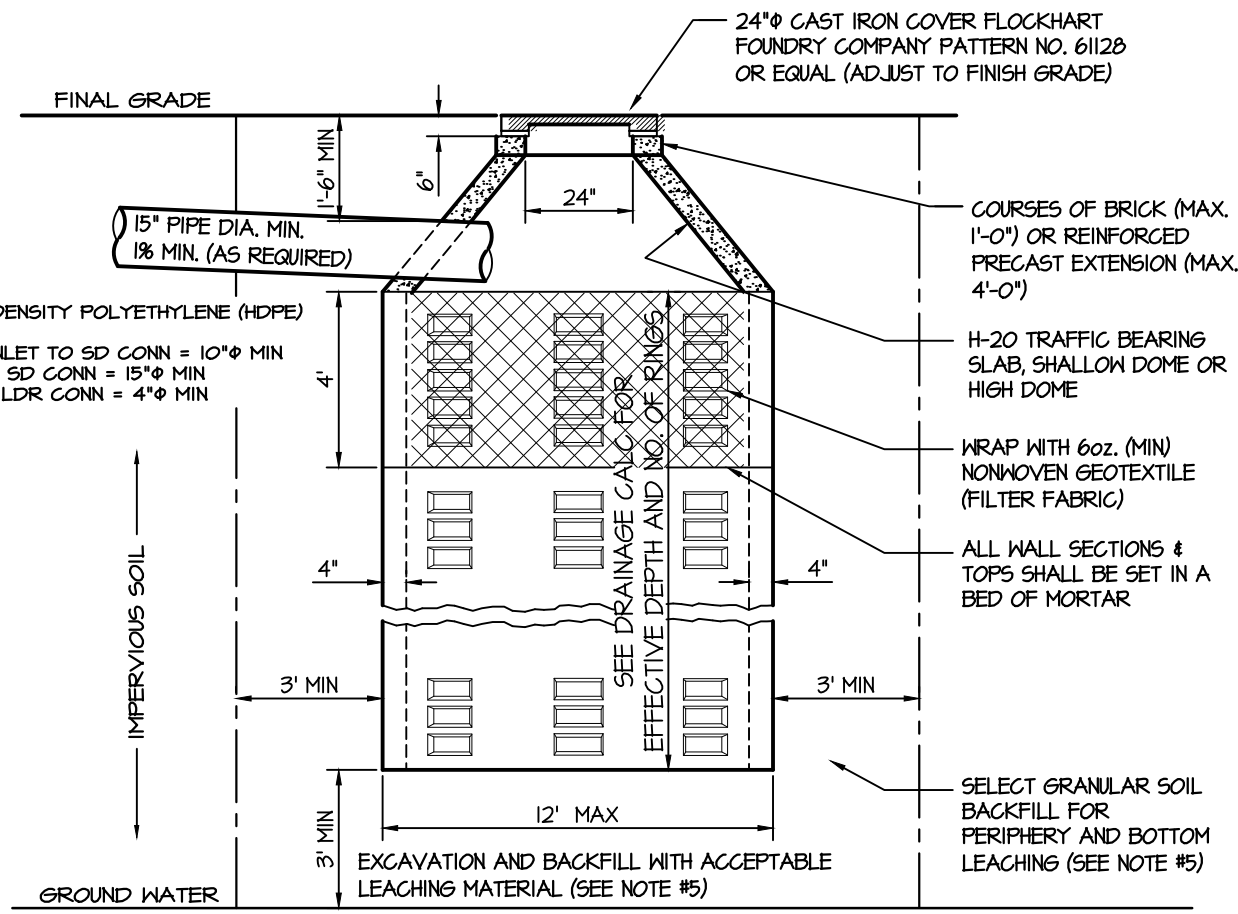 24"Φ CAST IRON COVER FLOCKHART
FOUNDRY COMPANY PATTERN NO. 61128
OR EQUAL (ADJUST TO FINISH GRADE)
FINAL GRADE
1'-6" MIN
6"
24"
15" PIPE DIA. MIN.
1% MIN. (AS REQUIRED)
COURSES OF BRICK (MAX.
1'-0") OR REINFORCED
PRECAST EXTENSION (MAX.
4'-0")
DENSITY POLYETHYLENE (HDPE)
NLET TO SD CONN = 10"Φ MIN
SD CONN = 15"Φ MIN
LDR CONN = 4"Φ MIN
4'
H-20 TRAFFIC BEARING
SLAB, SHALLOW DOME OR
HIGH DOME
WRAP WITH 6oz. (MIN)
NONWOVEN GEOTEXTILE
(FILTER FABRIC)
ALL WALL SECTIONS &
TOPS SHALL BE SET IN A
BED OF MORTAR
SEE DRAINAGE CALC FOR
EFFECTIVE DEPTH AND NO. OF RINGS
4"
4"
IMPERVIOUS SOIL
3' MIN
3' MIN
12' MAX
3' MIN
SELECT GRANULAR SOIL
BACKFILL FOR
PERIPHERY AND BOTTOM
LEACHING (SEE NOTE #5)
EXCAVATION AND BACKFILL WITH ACCEPTABLE
LEACHING MATERIAL (SEE NOTE #5)
GROUND WATER